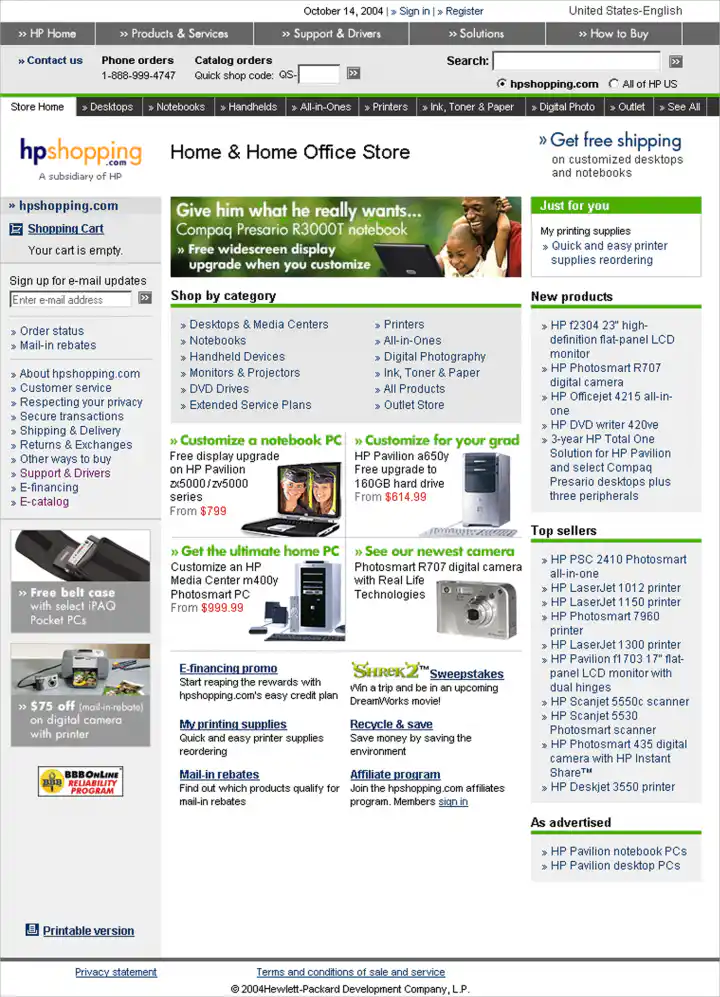 October 14, 2004 | » Sign in | » Register
United States-English
» HP Home
» Products & Services
» Support & Drivers
» Solutions
» How to Buy
» Contact us
Phone orders
1-888-999-4747
Catalog orders
Quick shop code: QS-
»
Search:
»
hpshopping.com
All of HP US
Store Home
» Desktops
» Notebooks
» Handhelds
» All-in-Ones
» Printers
» Ink, Toner & Paper
» Digital Photo
» Outlet
» See All
hpshopping
.com
A subsidiary of HP
Home & Home Office Store
» Get free shipping
on customized desktops
and notebooks
» hpshopping.com
Shopping Cart
Your cart is empty.
Sign up for e-mail updates
Enter e-mail address
»
» Order status
» Mail-in rebates
» About hpshopping.com
» Customer service
» Respecting your privacy
» Secure transactions
» Shipping & Delivery
» Returns & Exchanges
» Other ways to buy
» Support & Drivers
» E-financing
» E-catalog
» Free belt case
with select iPAQ
Pocket PCs
» $75 off (mail-in-rebate)
on digital camera
with printer
BBB
BBBONLINE
RELIABILITY
PROGRAM
Printable version
Give him what he really wants...
Compaq Presario R3000T notebook
» Free widescreen display
upgrade when you customize
Shop by category
» Desktops & Media Centers
» Notebooks
» Handheld Devices
» Monitors & Projectors
» DVD Drives
» Extended Service Plans
» Printers
» All-in-Ones
» Digital Photography
» Ink, Toner & Paper
» All Products
» Outlet Store
» Customize a notebook PC
Free display upgrade
on HP Pavilion
zx5000/zv5000
series
From $799
» Customize for your grad
HP Pavilion a650y
Free upgrade to
160GB hard drive
From $614.99
» Get the ultimate home PC
Customize an HP
Media Center m400y
Photosmart PC
From $999.99
» See our newest camera
Photosmart R707 digital camera
with Real Life
Technologies
E-financing promo
Start reaping the rewards with
hpshopping.com's easy credit plan
SHREK 2™ Sweepstakes
Win a trip and be in an upcoming
DreamWorks movie!
My printing supplies
Quick and easy printer supplies
reordering
Recycle & save
Save money by saving the
environment
Mail-in rebates
Find out which products qualify for
mail-in rebates
Affiliate program
Join the hpshopping.com affiliates
program. Members sign in
Just for you
My printing supplies
» Quick and easy printer
supplies reordering
New products
» HP f2304 23" high-
definition flat-panel LCD
monitor
» HP Photosmart R707
digital camera
» HP Officejet 4215 all-in-
one
» HP DVD writer 420ve
» 3-year HP Total One
Solution for HP Pavilion
and select Compaq
Presario desktops plus
three peripherals
Top sellers
» HP PSC 2410 Photosmart
all-in-one
» HP LaserJet 1012 printer
» HP LaserJet 1150 printer
» HP Photosmart 7960
printer
» HP LaserJet 1300 printer
» HP Pavilion f1703 17" flat-
panel LCD monitor with
dual hinges
» HP Scanjet 5550c scanner
» HP Scanjet 5530
Photosmart scanner
» HP Photosmart 435 digital
camera with HP Instant
Share™
» HP Deskjet 3550 printer
As advertised
» HP Pavilion notebook PCs
» HP Pavilion desktop PCs
Privacy statement
Terms and conditions of sale and service
© 2004Hewlett-Packard Development Company, L.P.